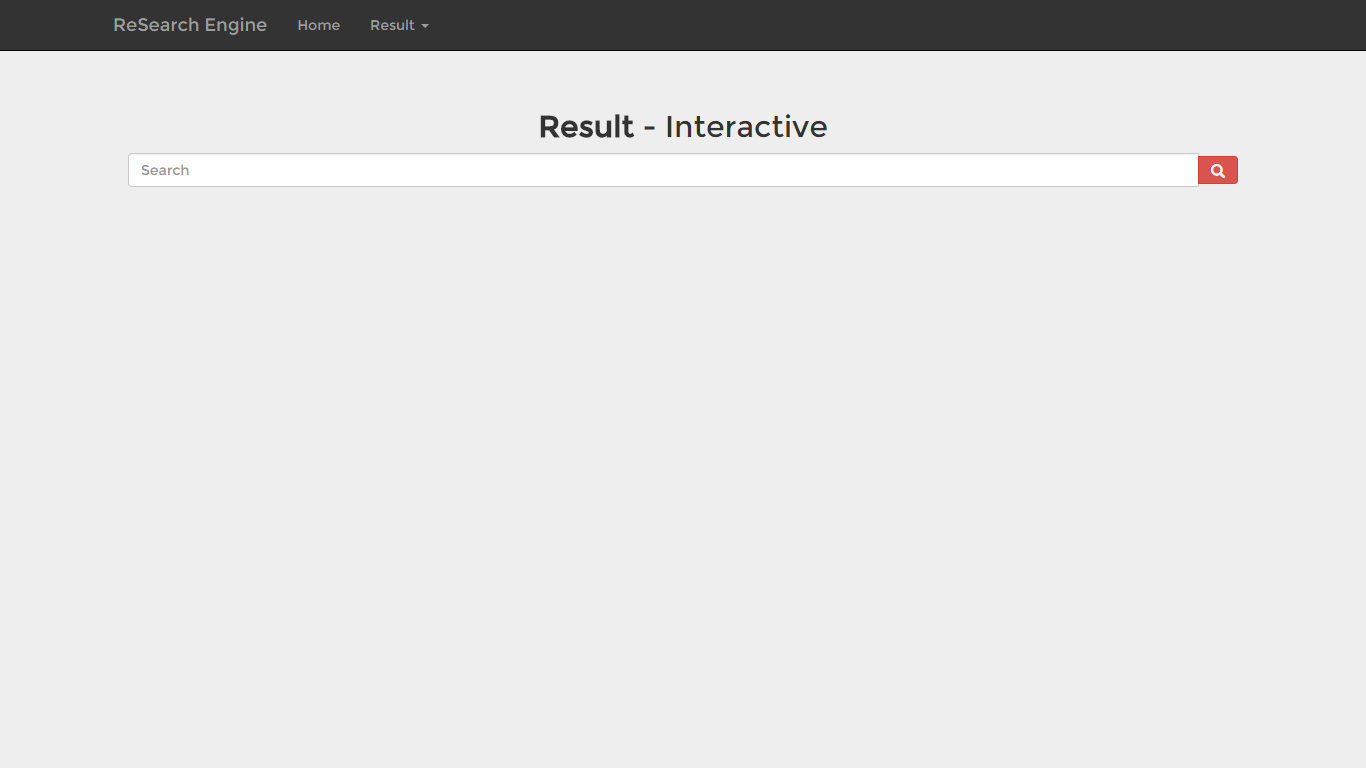 ReSearch Engine Home Result
Result - Interactive
Search